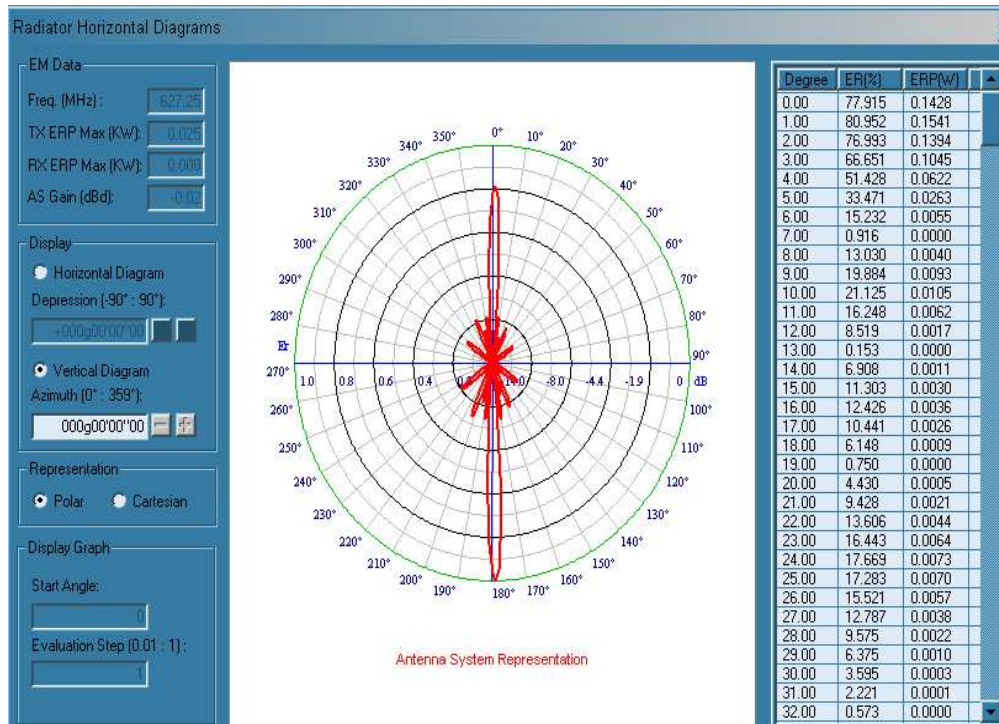 Radiator Horizontal Diagrams
EM Data
Freq. (MHz) : 627.25
TX ERP Max (KW): 0.025
RX ERP Max (KW): 0.000
AS Gain (dBd): -0.02
Display
Horizontal Diagram
Depression (-90° : 90°):
+000g00'00"00
Vertical Diagram
Azimuth (0° : 359°):
000g00'00"00
Representation
Polar Cartesian
Display Graph
Start Angle:
0
Evaluation Step (0.01 : 1) :
1
350° 0° 10°
340° 20°
330° 30°
320° 40°
310° 50°
300° 60°
290° 70°
280° 80°
Er 90°
270° 1.0 0.8 0.6 0.4 -8.0 -4.4 -1.9 0 dB
260° 100°
250° 110°
240° 120°
230° 130°
220° 140°
210° 150°
200° 160°
190° 180° 170°
Antenna System Representation
Degree ER(%) ERP(W)
0.00 77.915 0.1428
1.00 80.952 0.1541
2.00 76.993 0.1394
3.00 66.651 0.1045
4.00 51.428 0.0622
5.00 33.471 0.0263
6.00 15.232 0.0055
7.00 0.916 0.0000
8.00 13.030 0.0040
9.00 19.884 0.0093
10.00 21.125 0.0105
11.00 16.248 0.0062
12.00 8.519 0.0017
13.00 0.153 0.0000
14.00 6.908 0.0011
15.00 11.303 0.0030
16.00 12.426 0.0036
17.00 10.441 0.0026
18.00 6.148 0.0009
19.00 0.750 0.0000
20.00 4.430 0.0005
21.00 9.428 0.0021
22.00 13.606 0.0044
23.00 16.443 0.0064
24.00 17.669 0.0073
25.00 17.283 0.0070
26.00 15.521 0.0057
27.00 12.787 0.0038
28.00 9.575 0.0022
29.00 6.375 0.0010
30.00 3.595 0.0003
31.00 2.221 0.0001
32.00 0.573 0.0000